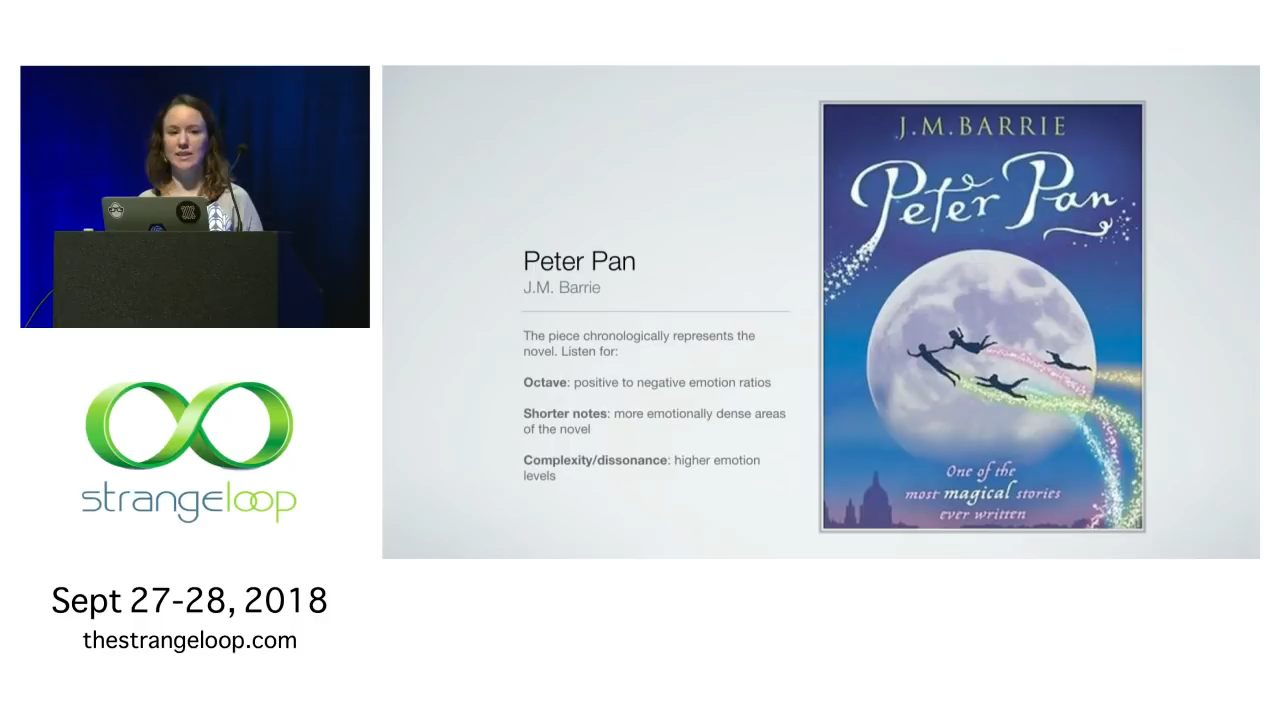 strangeloop
Sept 27-28, 2018
thestrangeloop.com
Peter Pan
J.M. Barrie
The piece chronologically represents the
novel. Listen for:
Octave: positive to negative emotion ratios
Shorter notes: more emotionally dense areas
of the novel
Complexity/dissonance: higher emotion
levels
J.M.BARRIE
Peter Pan
One of the
most magical stories
ever written